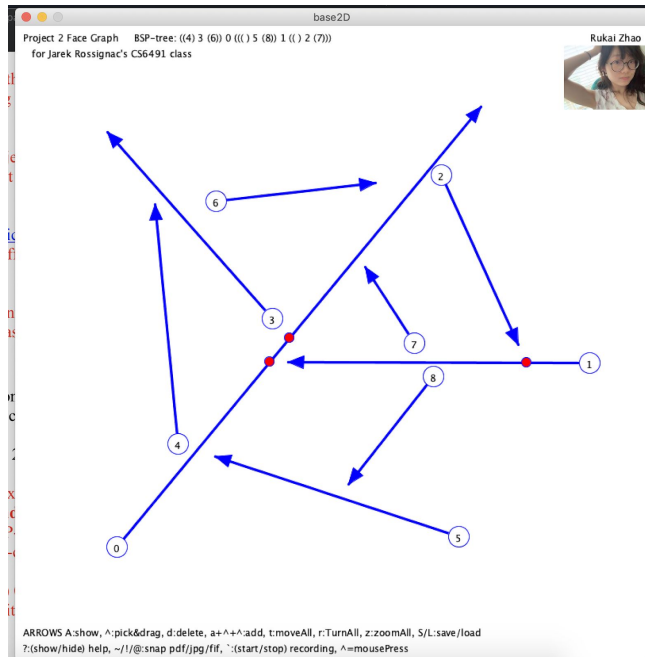 base2D
Project 2 Face Graph BSP-tree: ((4) 3 (6)) 0 ((( ) 5 (8)) 1 (( ) 2 (7)))
Rukai Zhao
for Jarek Rossignac's CS6491 class
2
6
3
7
1
8
4
5
0
ARROWS A:show, ^:pick&drag, d:delete, a+^+^:add, t:moveAll, r:TurnAll, z:zoomAll, S/L:save/load
?:(show/hide) help, ~/!/@:snap pdf/jpg/fif, `:(start/stop) recording, ^=mousePress